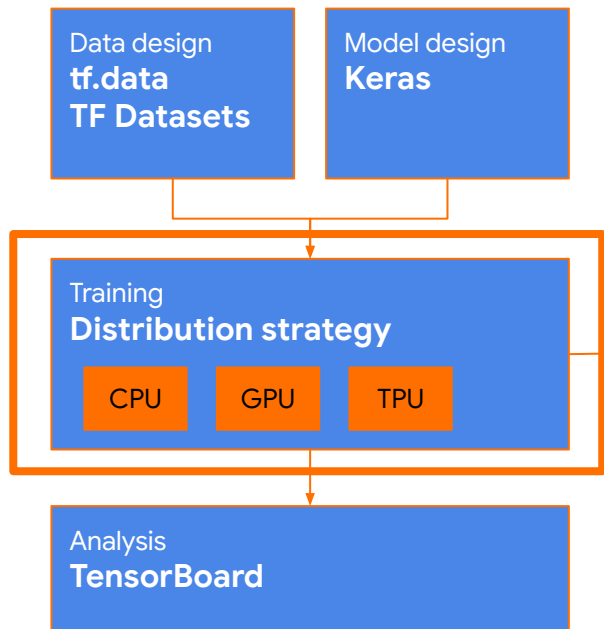 Data design
tf.data
TF Datasets
Model design
Keras
Training
Distribution strategy
CPU
GPU
TPU
Analysis
TensorBoard